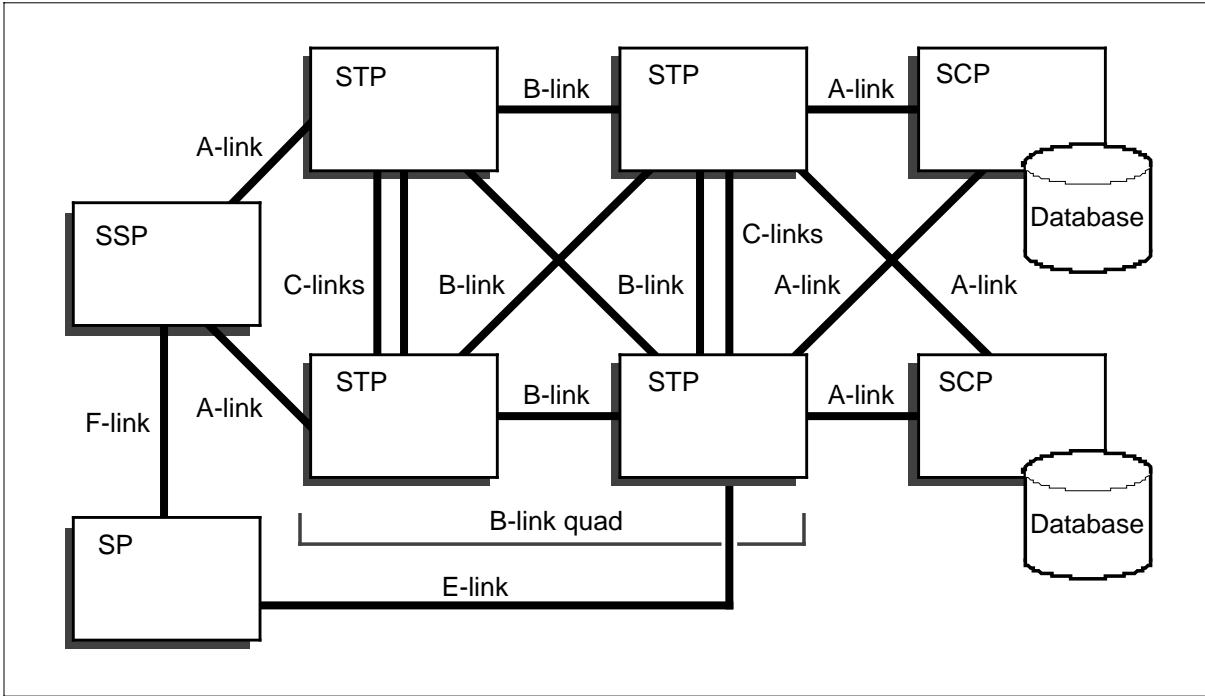 STP
B-link
STP
A-link
SCP
A-link
Database
SSP
C-links
C-links
B-link
B-link
A-link
A-link
STP
B-link
STP
A-link
SCP
A-link
F-link
B-link quad
Database
SP
E-link